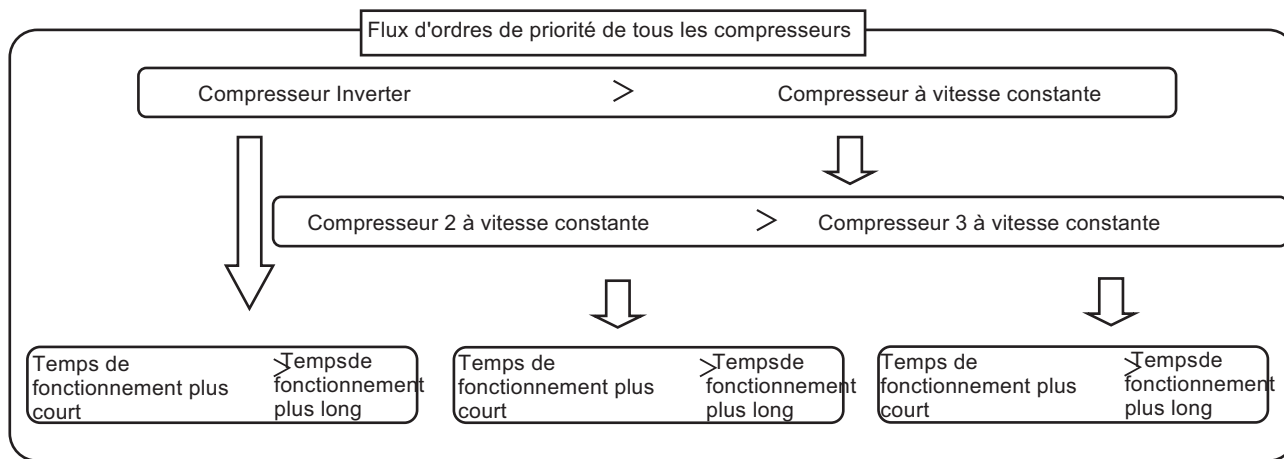 Flux d'ordres de priorité de tous les compresseurs
Compresseur Inverter > Compresseur à vitesse constante
Compresseur 2 à vitesse constante > Compresseur 3 à vitesse constante
Temps de
fonctionnement plus
court
>
Tempsde
fonctionnement
plus long
Temps de
fonctionnement plus
court
>
Tempsde
fonctionnement
plus long
Temps de
fonctionnement plus
court
>
Tempsde
fonctionnement
plus long